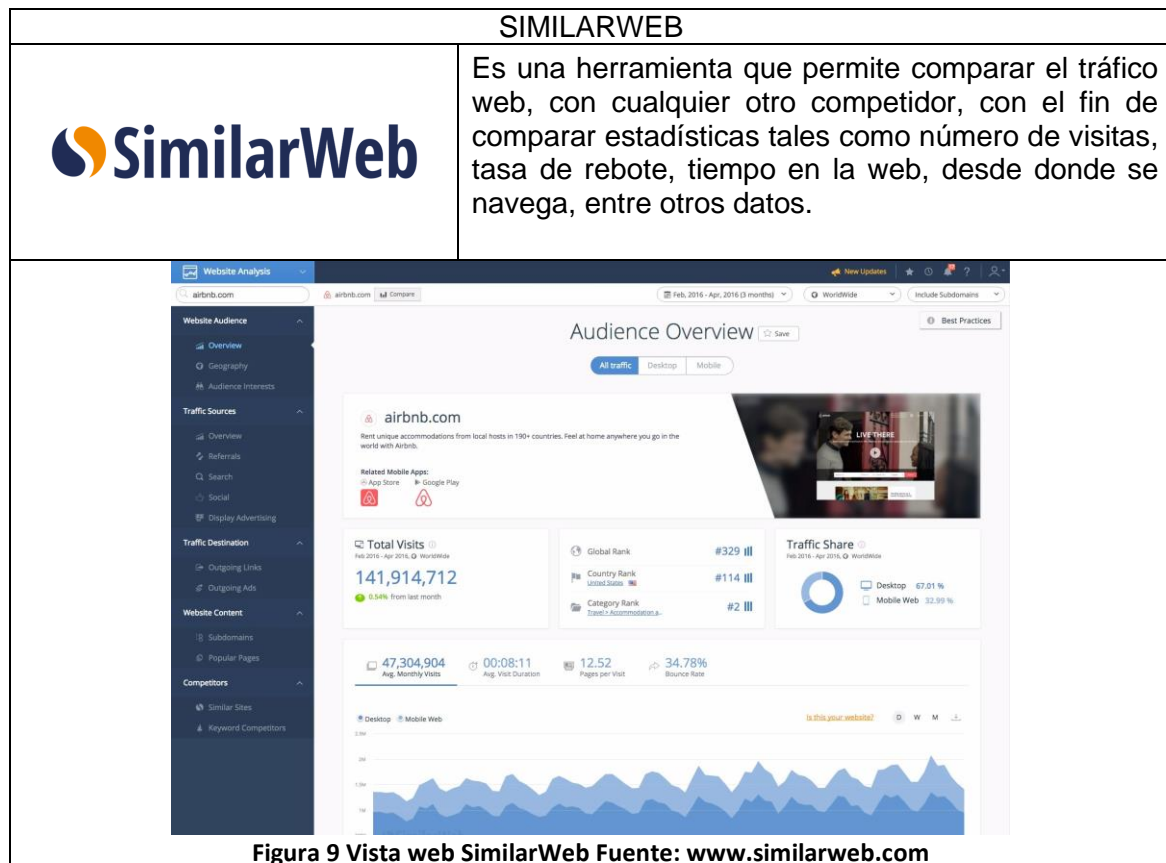 SIMILARWEB
SimilarWeb
Es una herramienta que permite comparar el tráfico
web, con cualquier otro competidor, con el fin de
comparar estadísticas tales como número de visitas,
tasa de rebote, tiempo en la web, desde donde se
navega, entre otros datos.
Website Analysis
New Updates
airbnb.com
airbnb.com Compare
Feb, 2016 - Apr, 2016 (3 months)
WorldWide
Include Subdomains
Website Audience
Overview
Geography
Audience Interests
Traffic Sources
Overview
Referrals
Search
Social
Display Advertising
Traffic Destination
Outgoing Links
Outgoing Ads
Website Content
Subdomains
Popular Pages
Competitors
Similar Sites
Keyword Competitors
Best Practices
Audience Overview Save
All traffic Desktop Mobile
airbnb.com
Rent unique accommodations from local hosts in 190+ countries. Feel at home anywhere you go in the
world with Airbnb.
Related Mobile Apps:
App Store Google Play
LIVE THERE
Total Visits
Feb 2016 - Apr 2016, WorldWide
141,914,712
0.54% from last month
Global Rank #329
Country Rank #114
United States
Category Rank #2
Travel > Accommodation a..
Traffic Share
Feb 2016 - Apr 2016, WorldWide
Desktop 67.01 %
Mobile Web 32.99 %
47,304,904
Avg. Monthly Visits
00:08:11
Avg. Visit Duration
12.52
Pages per Visit
34.78%
Bounce Rate
Desktop Mobile Web
Is this your website? D W M
2.5M
2M
1.5M
1M
Figura 9 Vista web SimilarWeb Fuente: www.similarweb.com